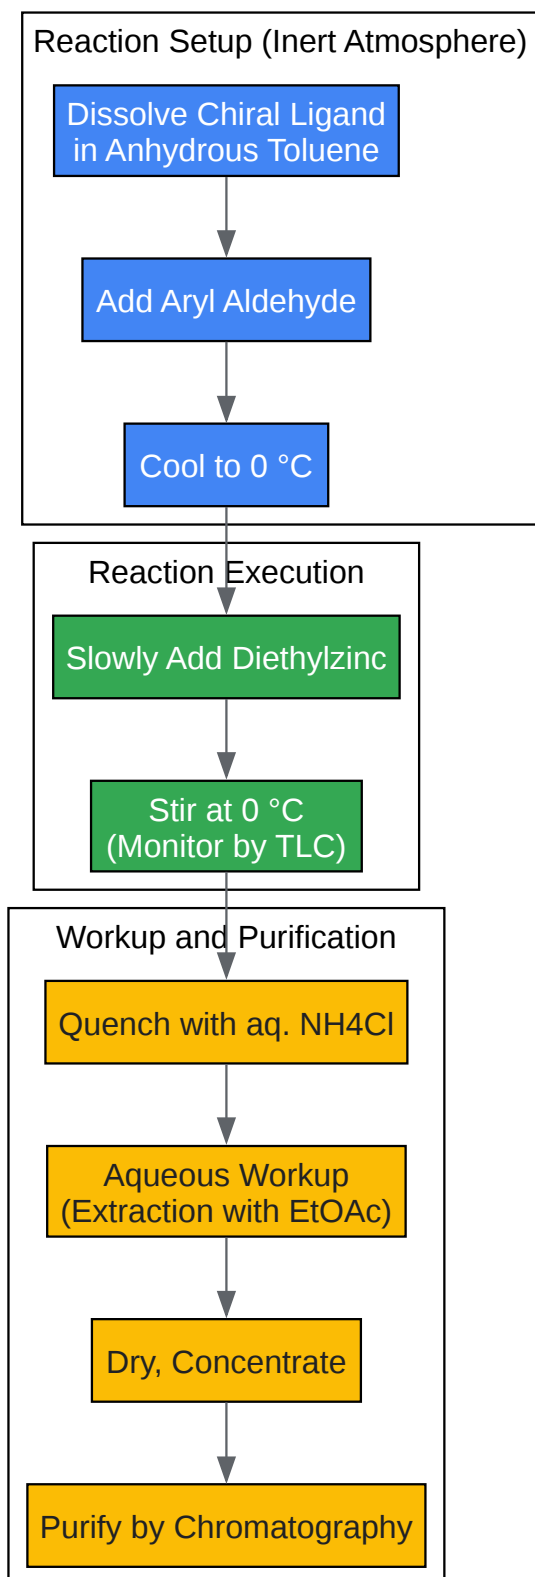 Reaction Setup (Inert Atmosphere)
Dissolve Chiral Ligand
in Anhydrous Toluene
Add Aryl Aldehyde
Cool to 0 °C
Reaction Execution
Slowly Add Diethylzinc
Stir at 0 °C
(Monitor by TLC)
Workup and Purification
Quench with aq. NH4Cl
Aqueous Workup
(Extraction with EtOAc)
Dry, Concentrate
Purify by Chromatography